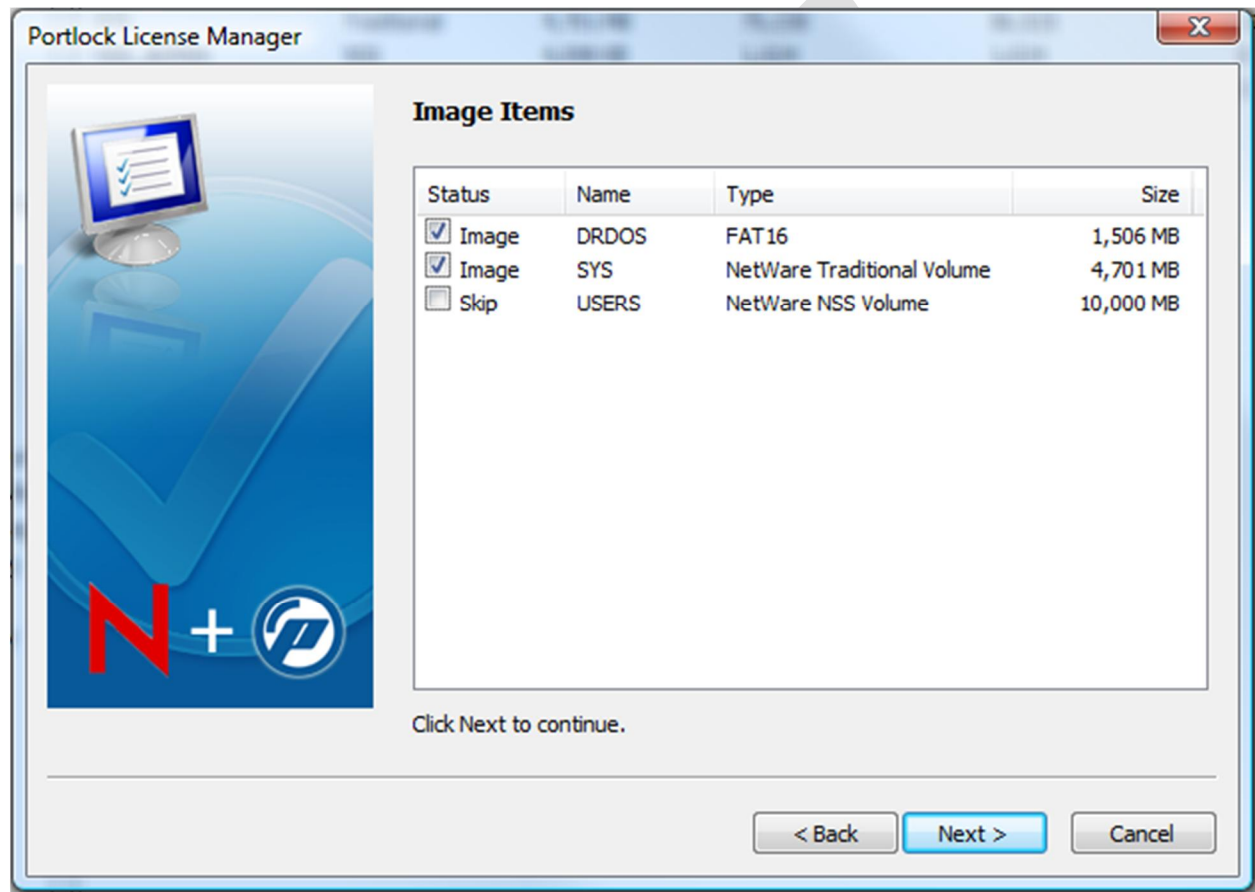 Portlock License Manager
Image Items
Status Name Type Size
Image DRDOS FAT16 1,506 MB
Image SYS NetWare Traditional Volume 4,701 MB
Skip USERS NetWare NSS Volume 10,000 MB
N + P
Click Next to continue.
< Back Next > Cancel